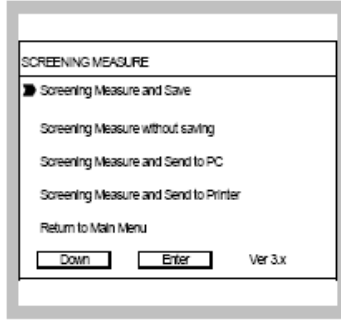 SCREENING MEASURE
Screening Measure and Save
Screening Measure without saving
Screening Measure and Send to PC
Screening Measure and Send to Printer
Return to Main Menu
Down Enter Ver 3.x